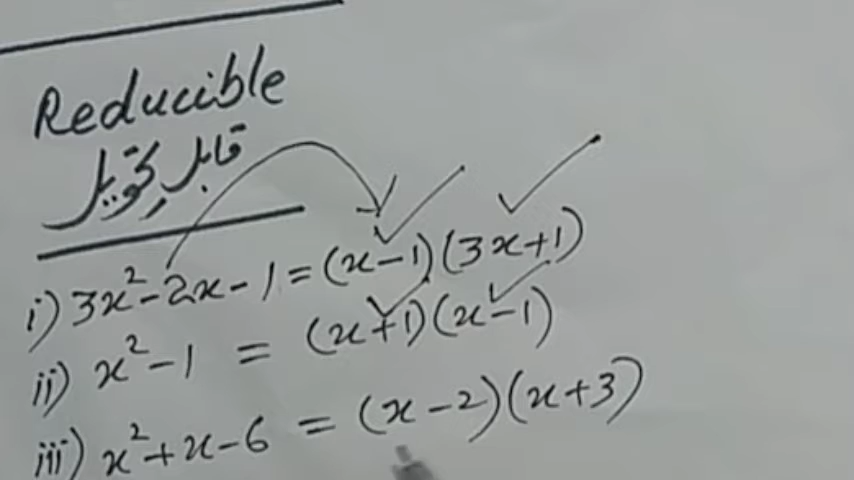 Reducible
قابلِ تحویل
i) 3x² - 2x - 1 = (x - 1)(3x + 1)
ii) x² - 1 = (x + 1)(x - 1)
iii) x² + x - 6 = (x - 2)(x + 3)